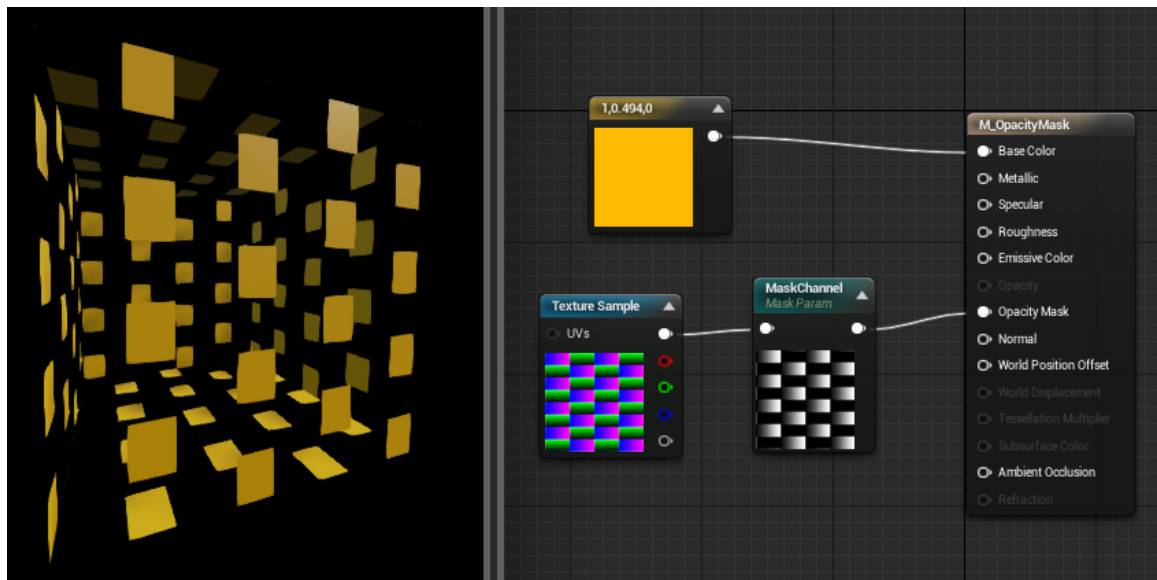 1,0.494,0
Texture Sample
UVs
MaskChannel
Mask Param
M_OpacityMask
Base Color
Metallic
Specular
Roughness
Emissive Color
Opacity
Opacity Mask
Normal
World Position Offset
World Displacement
Tessellation Multiplier
Subsurface Color
Ambient Occlusion
Refraction